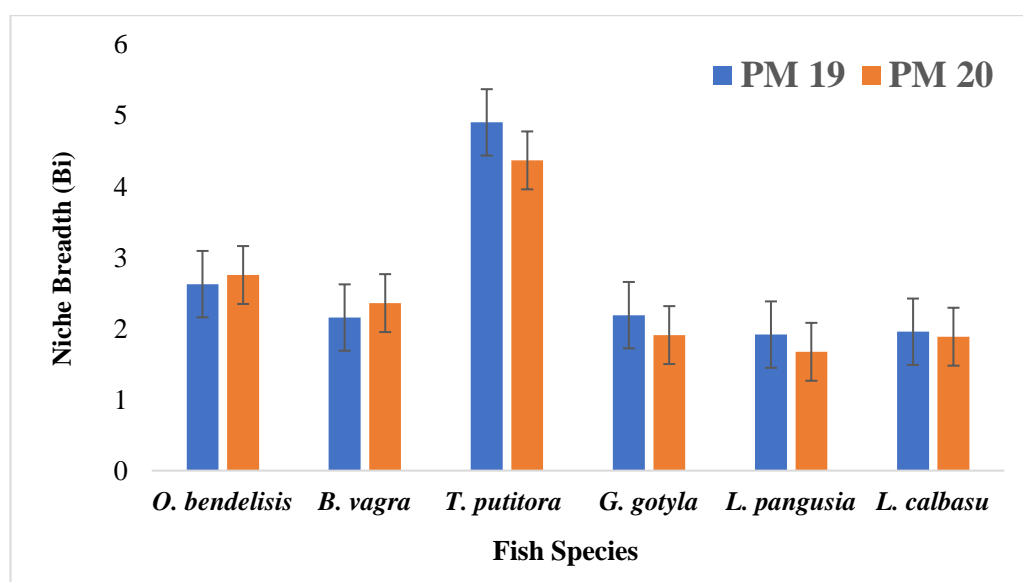 PM 19 PM 20
Niche Breadth (Bi)
6
5
4
3
2
1
0
O. bendelisis B. vagra T. putitora G. gotyla L. pangusia L. calbasu
Fish Species